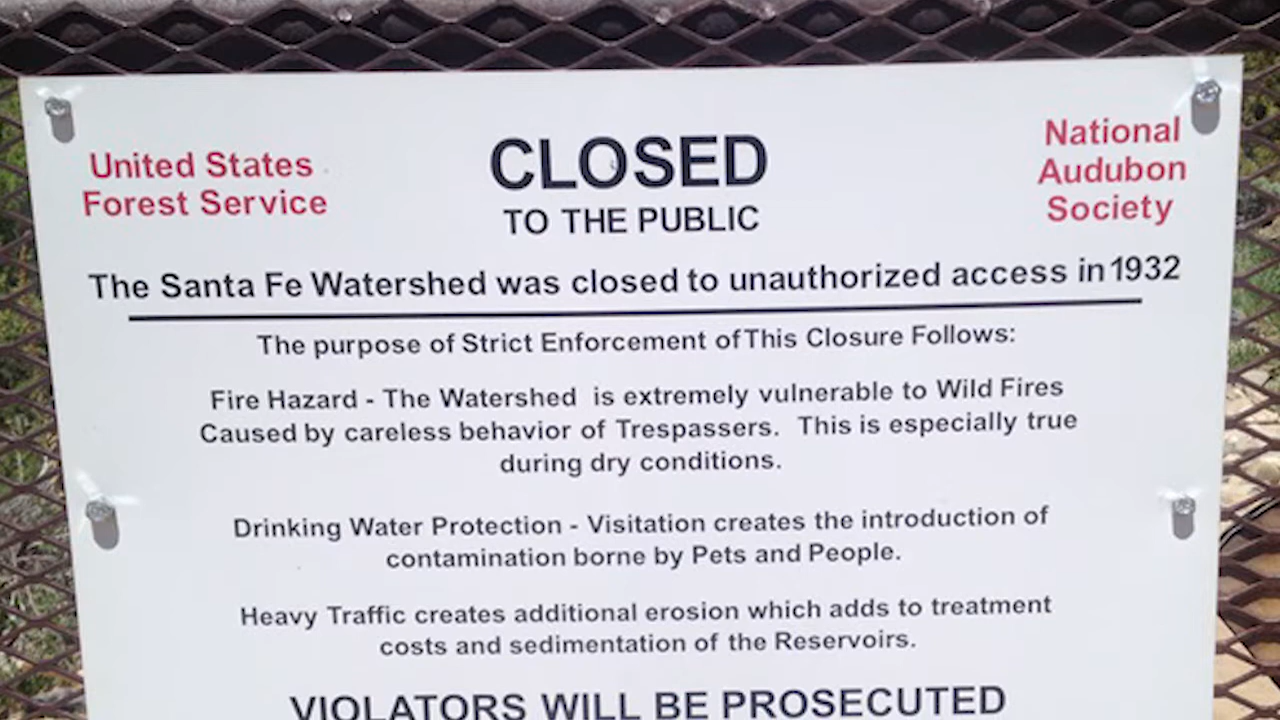 United States
Forest Service
CLOSED
TO THE PUBLIC
National
Audubon
Society
The Santa Fe Watershed was closed to unauthorized access in 1932
The purpose of Strict Enforcement of This Closure Follows:
Fire Hazard - The Watershed is extremely vulnerable to Wild Fires
Caused by careless behavior of Trespassers. This is especially true
during dry conditions.
Drinking Water Protection - Visitation creates the introduction of
contamination borne by Pets and People.
Heavy Traffic creates additional erosion which adds to treatment
costs and sedimentation of the Reservoirs.
VIOLATORS WILL BE PROSECUTED